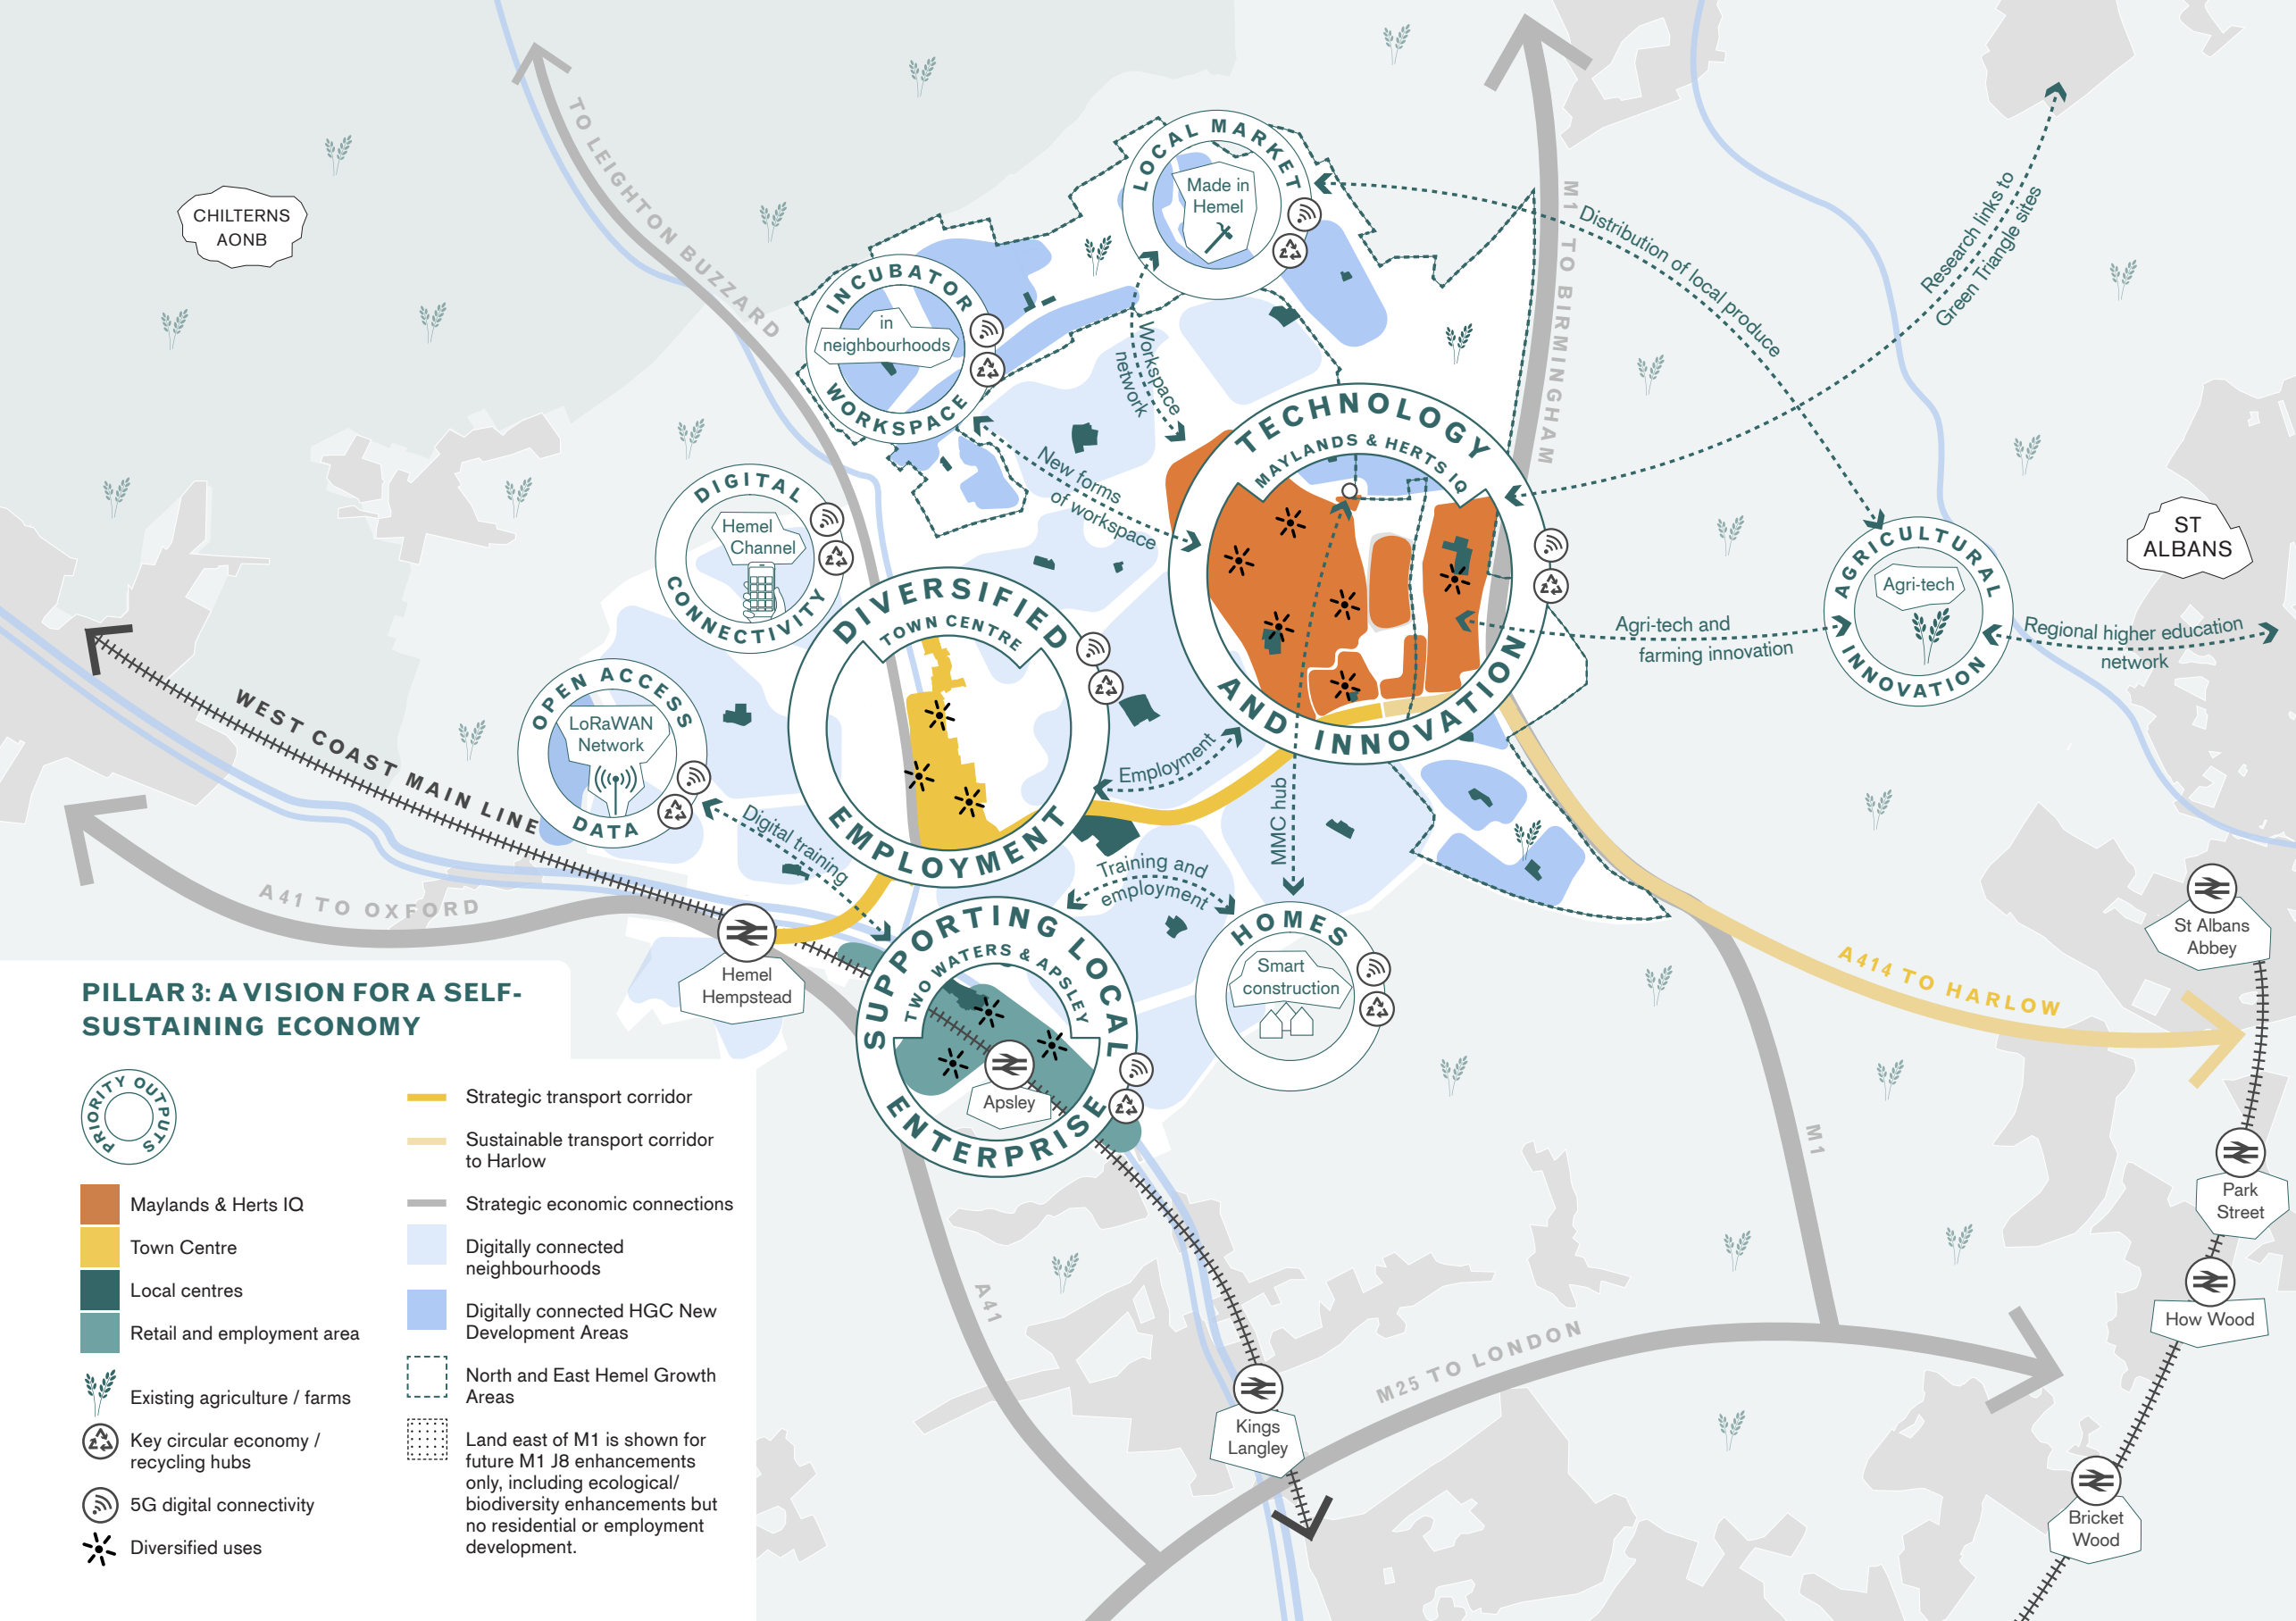 TO LEIGHTON BUZZARD
M1 TO BIRMINGHAM
CHILTERNS
AONB
LOCAL MARKET
Made in
Hemel
INCUBATOR
in
neighbourhoods
WORKSPACE
Workspace
network
New forms
of workspace
Distribution of local produce
Research links to
Green Triangle sites
TECHNOLOGY
MAYLANDS & HERTS IQ
AND INNOVATION
DIGITAL
Hemel
Channel
CONNECTIVITY
ST
ALBANS
AGRICULTURAL
Agri-tech
INNOVATION
Agri-tech and
farming innovation
Regional higher education
network
DIVERSIFIED
TOWN CENTRE
EMPLOYMENT
OPEN ACCESS
LoRaWAN
Network
DATA
WEST COAST MAIN LINE
A41 TO OXFORD
Digital training
Employment
MMC hub
Training and
employment
HOMES
Smart
construction
SUPPORTING LOCAL
TWO WATERS & APSLEY
Apsley
ENTERPRISE
Hemel
Hempstead
St Albans
Abbey
A414 TO HARLOW
M1
A41
M25 TO LONDON
Park
Street
How Wood
Kings
Langley
Bricket
Wood
PILLAR 3: A VISION FOR A SELF-
SUSTAINING ECONOMY
PRIORITY OUTPUTS
Maylands & Herts IQ
Town Centre
Local centres
Retail and employment area
Existing agriculture / farms
Key circular economy /
recycling hubs
5G digital connectivity
Diversified uses
Strategic transport corridor
Sustainable transport corridor
to Harlow
Strategic economic connections
Digitally connected
neighbourhoods
Digitally connected HGC New
Development Areas
North and East Hemel Growth
Areas
Land east of M1 is shown for
future M1 J8 enhancements
only, including ecological/
biodiversity enhancements but
no residential or employment
development.